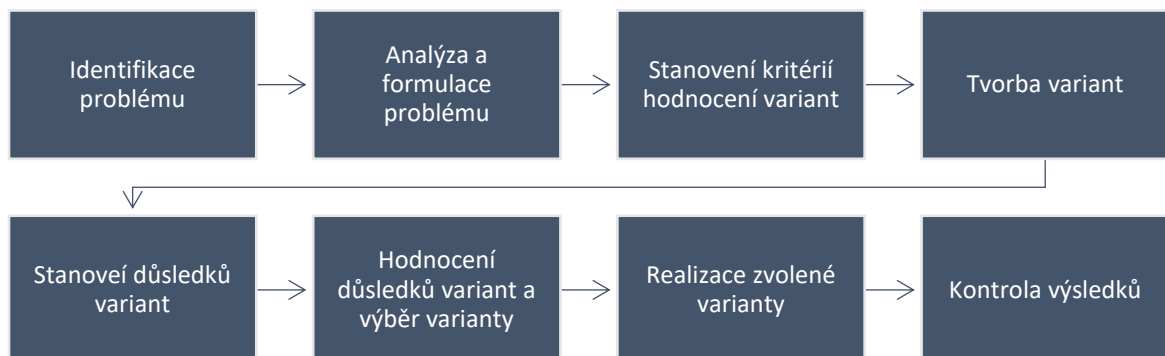 Identifikace
problému
Analýza a
formulace
problému
Stanovení kritérií
hodnocení variant
Tvorba variant
Stanoveí důsledků
variant
Hodnocení
důsledků variant a
výběr varianty
Realizace zvolené
varianty
Kontrola výsledků